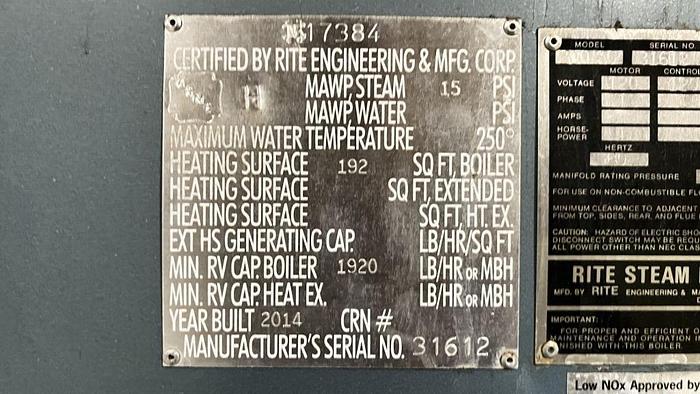 17384
CERTIFIED BY RITE ENGINEERING & MFG. CORP.
H
MAWP, STEAM 15 PSI
MAWP, WATER PSI
MAXIMUM WATER TEMPERATURE 250°
HEATING SURFACE 192 SQ FT, BOILER
HEATING SURFACE SQ FT, EXTENDED
HEATING SURFACE SQ FT, HT. EX.
EXT HS GENERATING CAP. LB/HR/SQ FT
MIN. RV CAP BOILER 1920 LB/HR OR MBH
MIN. RV CAP HEAT EX. LB/HR OR MBH
YEAR BUILT 2014 CRN #
MANUFACTURER'S SERIAL NO. 31612
MODEL SERIAL NO
MOTOR CONTROL
VOLTAGE
PHASE
AMPS
HORSE-
POWER
HERTZ
MANIFOLD RATING PRESSURE
FOR USE ON NON-COMBUSTIBLE
MINIMUM CLEARANCE TO ADJACENT
FROM TOP, SIDES, REAR, AND
CAUTION: HAZARD OF ELECTRIC
DISCONNECT SWITCH MAY BE
ALL POWER OTHER THAN NEC
RITE STEAM
MFD. BY RITE ENGINEERING &
IMPORTANT:
FOR PROPER AND EFFICIENT
MAINTENANCE AND OPERATION
NISHED WITH THIS BOILER.
Low NOx Approved by